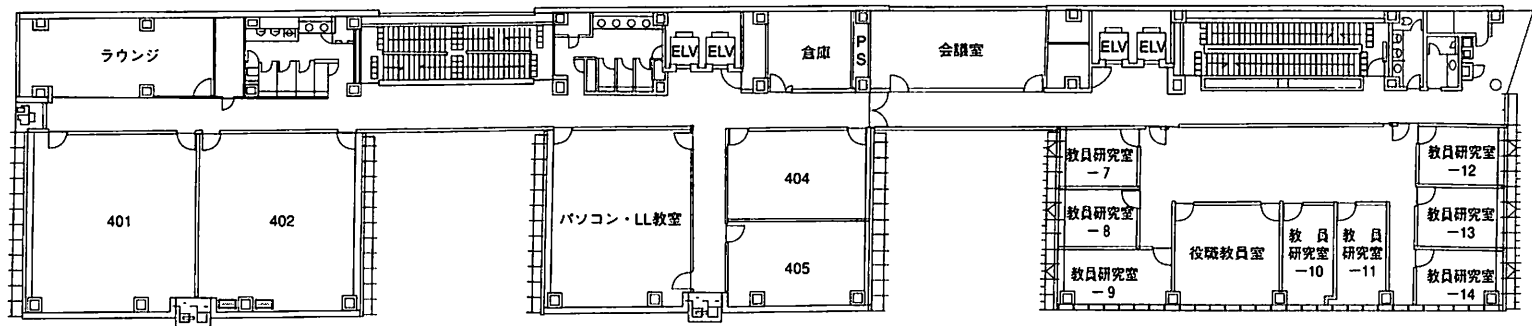 ラウンジ
ELV
ELV
倉庫
PS
会議室
ELV
ELV
401
402
パソコン・LL教室
404
405
教員研究室
－7
教員研究室
－8
教員研究室
－9
役職教員室
教員
研究室
－10
教員
研究室
－11
教員研究室
－12
教員研究室
－13
教員研究室
－14